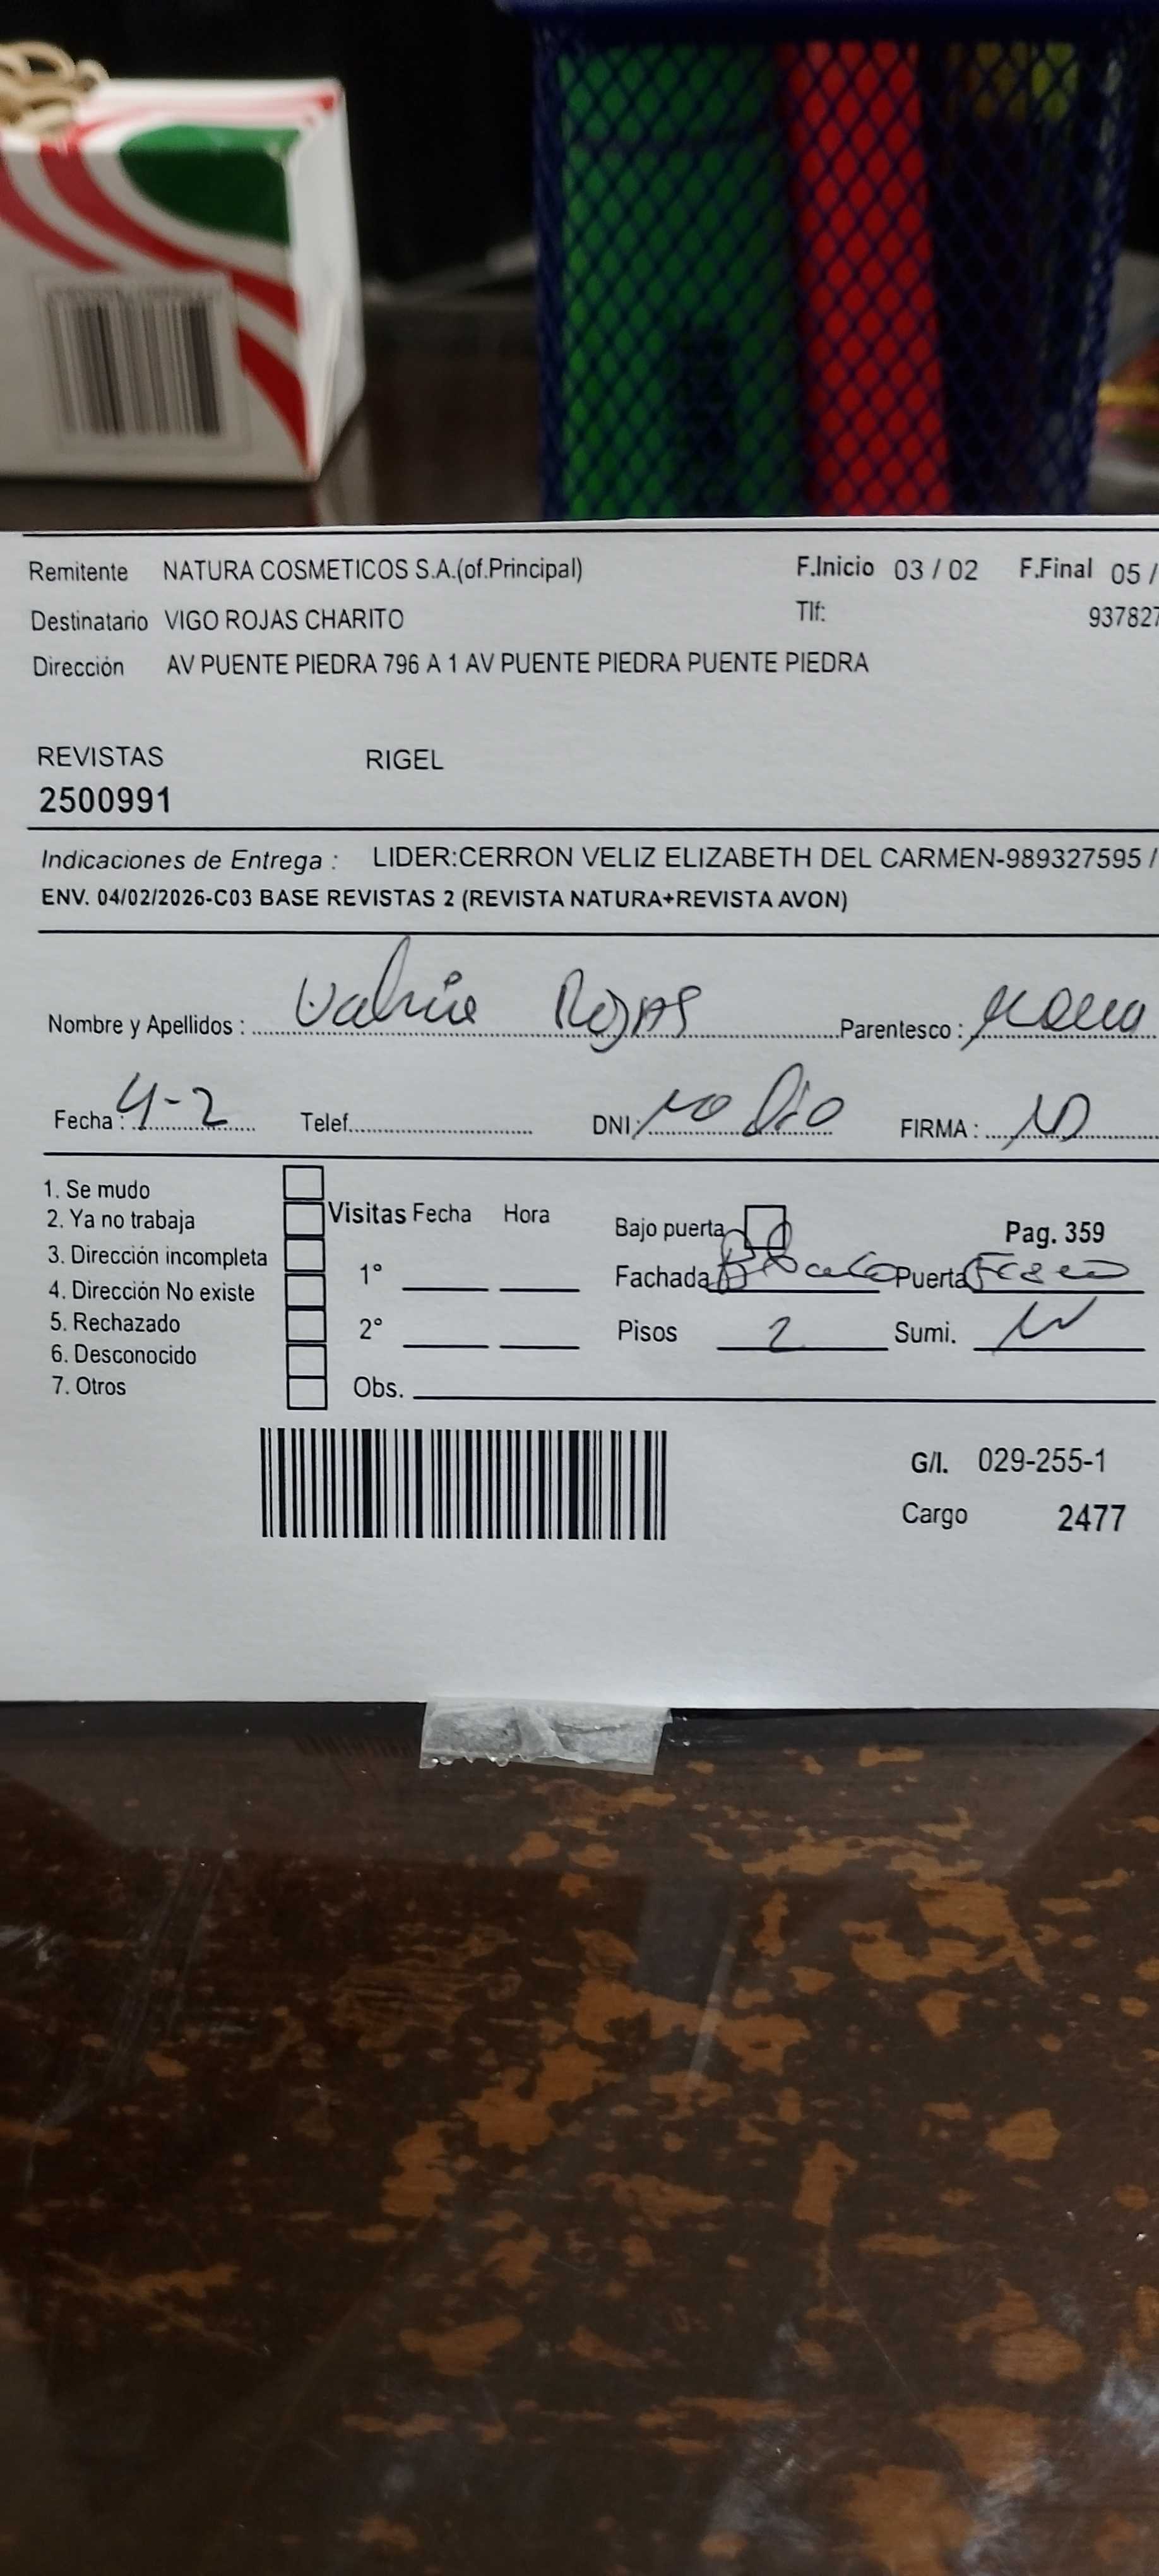 Remitente NATURA COSMETICOS S.A.(of.Principal) F.Inicio 03 / 02 F.Final 05 /
Destinatario VIGO ROJAS CHARITO Tlf: 937827
Dirección AV PUENTE PIEDRA 796 A 1 AV PUENTE PIEDRA PUENTE PIEDRA
REVISTAS RIGEL
2500991
Indicaciones de Entrega : LIDER:CERRON VELIZ ELIZABETH DEL CARMEN-989327595 /
ENV. 04/02/2026-C03 BASE REVISTAS 2 (REVISTA NATURA+REVISTA AVON)
Nombre y Apellidos : Rojas Parentesco :
Fecha : 4-2 Telef. DNI: no dio FIRMA :
1. Se mudo
2. Ya no trabaja Visitas Fecha Hora Bajo puerta Pag. 359
3. Dirección incompleta
1° Fachada Puerta
4. Dirección No existe
5. Rechazado 2° Pisos 2 Sumi.
6. Desconocido
7. Otros Obs.
G/I. 029-255-1
Cargo 2477